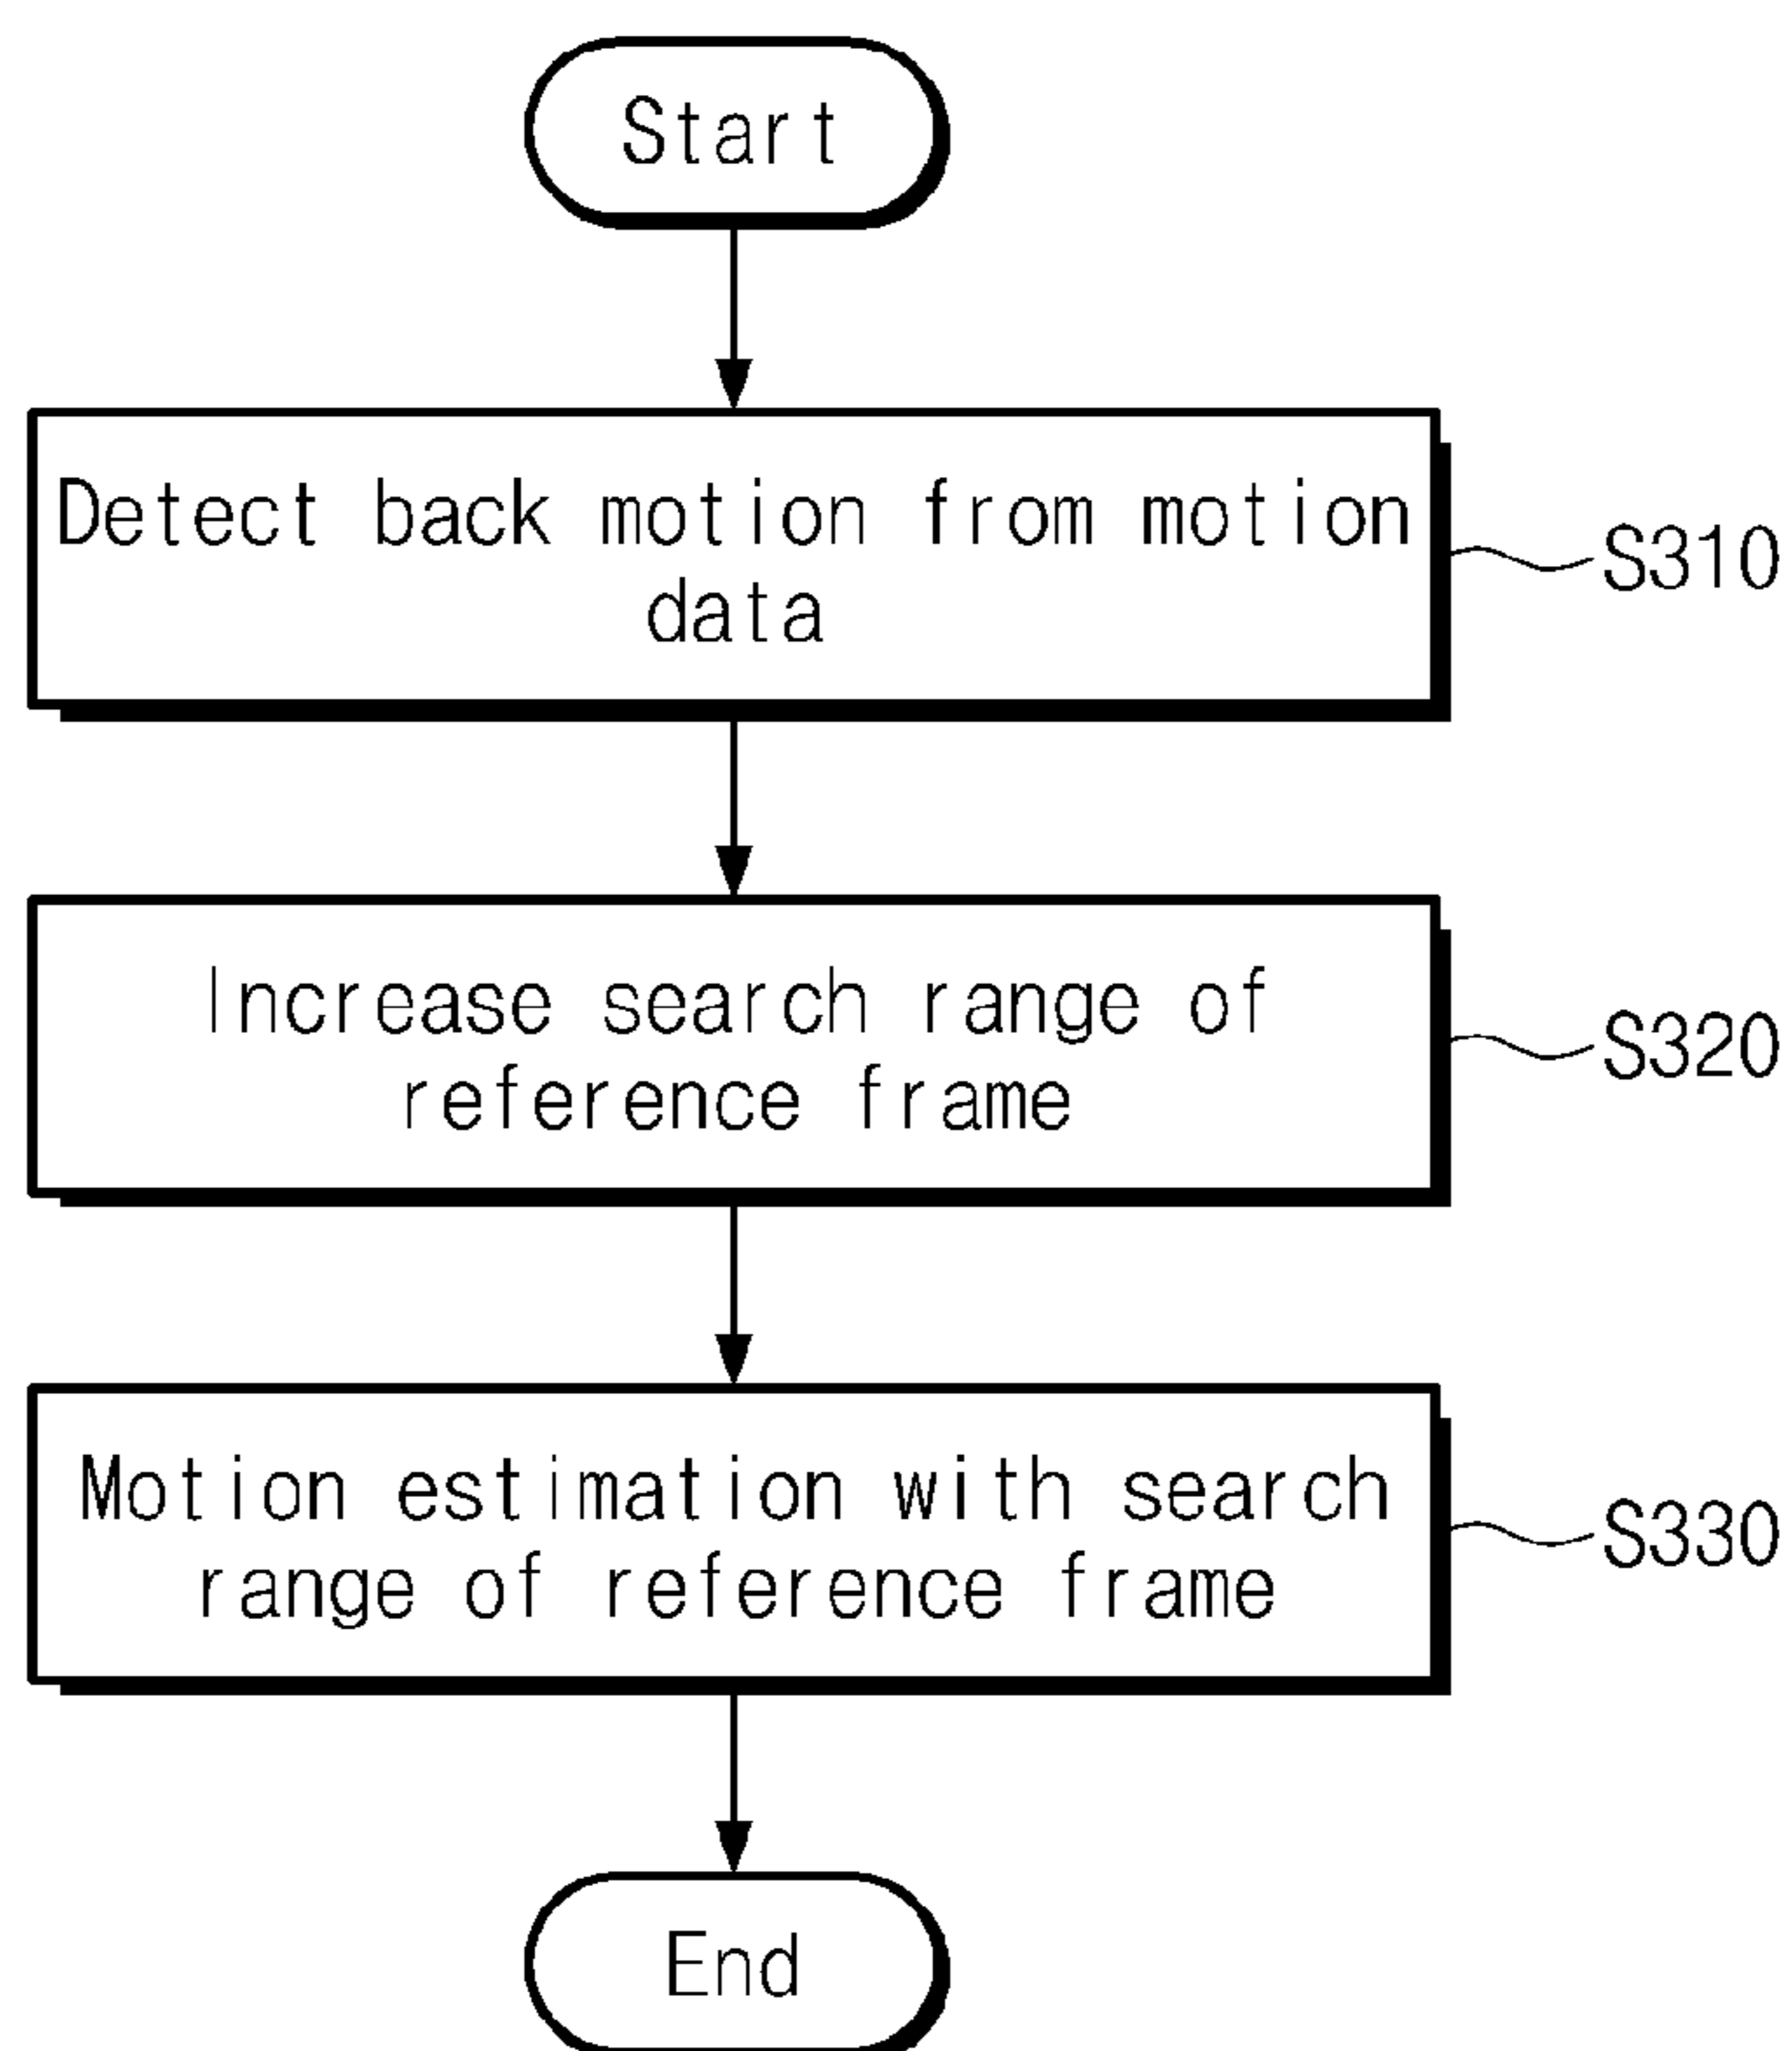 Start
Detect back motion from motion
data
S310
Increase search range of
reference frame
S320
Motion estimation with search
range of reference frame
S330
End